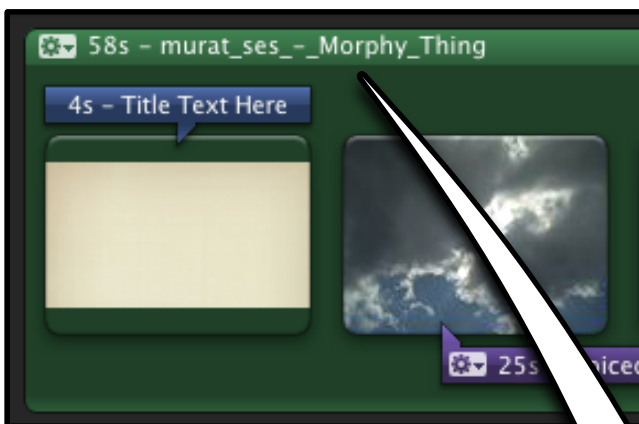 58s - murat_ses_-_Morphy_Thing
4s - Title Text Here
25s